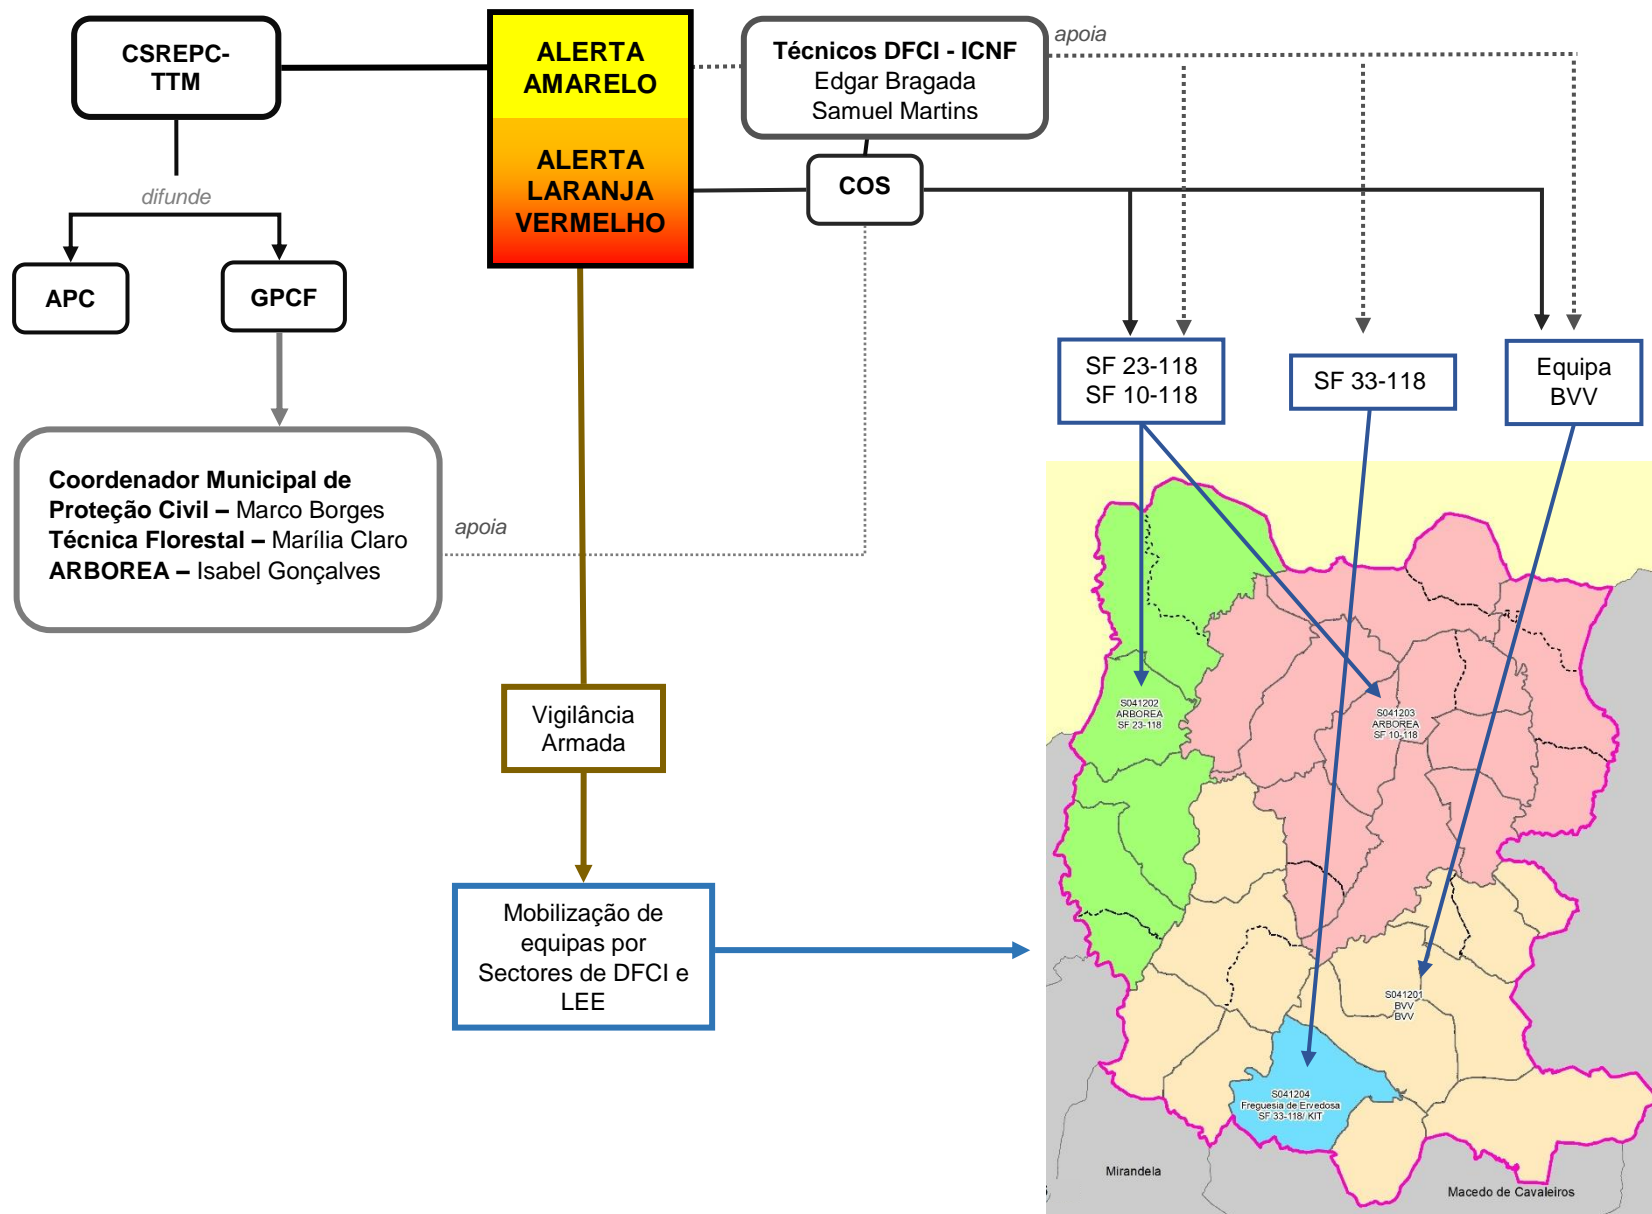 CSREPC-
TTM
ALERTA
AMARELO
ALERTA
LARANJA
VERMELHO
Técnicos DFCI - ICNF
Edgar Bragada
Samuel Martins
apoia
COS
difunde
APC
GPCF
Coordenador Municipal de
Proteção Civil – Marco Borges
Técnica Florestal – Marília Claro
ARBOREA – Isabel Gonçalves
apoia
SF 23-118
SF 10-118
SF 33-118
Equipa
BVV
Vigilância
Armada
Mobilização de
equipas por
Sectores de DFCI e
LEE
S041202
ARBOREA
SF 23-118
S041203
ARBOREA
SF 10-118
S041201
BVV
BVV
S041204
Freguesia de Ervedosa
SF 33-118/ KIT
Mirandela
Macedo de Cavaleiros